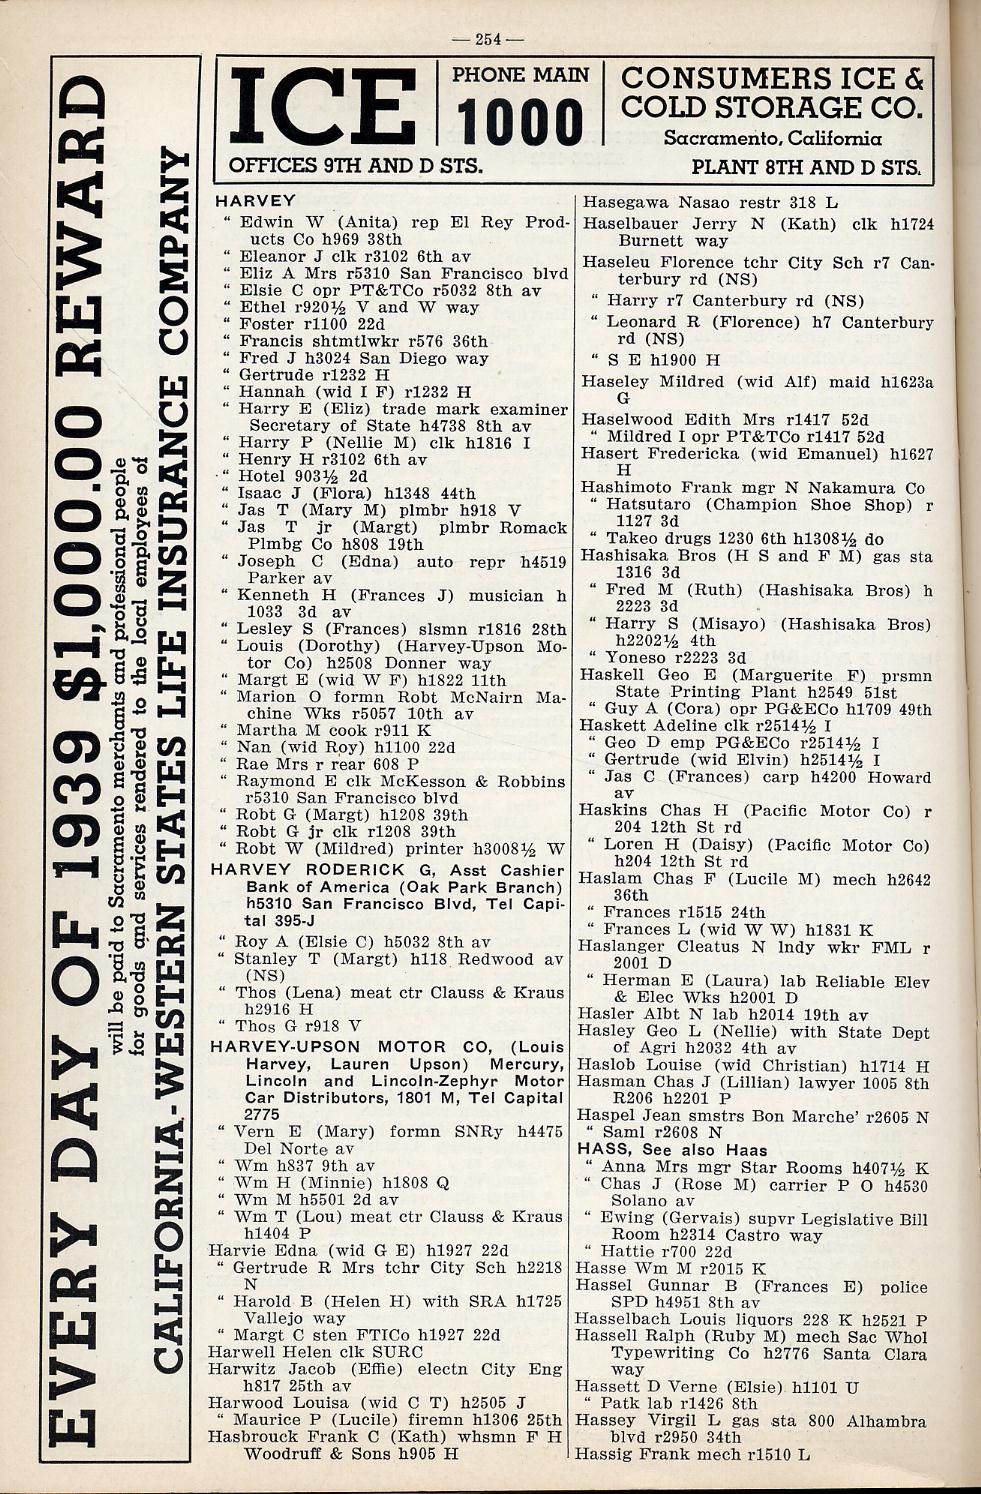 — 254 —
EVERY DAY OF 1939 $1,000.00 REWARD
will be paid to Sacramento merchants and professional people
for goods and services rendered to the local employees of
CALIFORNIA-WESTERN STATES LIFE INSURANCE COMPANY
ICE
OFFICES 9TH AND D STS.
PHONE MAIN
1000
CONSUMERS ICE &
COLD STORAGE CO.
Sacramento, California
PLANT 8TH AND D STS.
HARVEY
" Edwin W (Anita) rep El Rey Prod-
ucts Co h969 38th
" Eleanor J clk r3102 6th av
" Eliz A Mrs r5310 San Francisco blvd
" Elsie C opr PT&TCo r5032 8th av
" Ethel r920½ V and W way
" Foster r1100 22d
" Francis shtmtlwkr r576 36th
" Fred J h3024 San Diego way
" Gertrude r1232 H
" Hannah (wid I F) r1232 H
" Harry E (Eliz) trade mark examiner
Secretary of State h4738 8th av
" Harry P (Nellie M) clk h1816 I
" Henry H r3102 6th av
" Hotel 903½ 2d
" Isaac J (Flora) h1348 44th
" Jas T (Mary M) plmbr h918 V
" Jas T jr (Margt) plmbr Romack
Plmbg Co h808 19th
" Joseph C (Edna) auto repr h4519
Parker av
" Kenneth H (Frances J) musician h
1033 3d av
" Lesley S (Frances) slsmn r1816 28th
" Louis (Dorothy) (Harvey-Upson Mo-
tor Co) h2508 Donner way
" Margt E (wid W F) h1822 11th
" Marion O formn Robt McNairn Ma-
chine Wks r5057 10th av
" Martha M cook r911 K
" Nan (wid Roy) h1100 22d
" Rae Mrs r rear 608 P
" Raymond E clk McKesson & Robbins
r5310 San Francisco blvd
" Robt G (Margt) h1208 39th
" Robt G jr clk r1208 39th
" Robt W (Mildred) printer h3008½ W
HARVEY RODERICK G, Asst Cashier
Bank of America (Oak Park Branch)
h5310 San Francisco Blvd, Tel Capi-
tal 395-J
" Roy A (Elsie C) h5032 8th av
" Stanley T (Margt) h118 Redwood av
(NS)
" Thos (Lena) meat ctr Clauss & Kraus
h2916 H
" Thos G r918 V
HARVEY-UPSON MOTOR CO, (Louis
Harvey, Lauren Upson) Mercury,
Lincoln and Lincoln-Zephyr Motor
Car Distributors, 1801 M, Tel Capital
2775
" Vern E (Mary) formn SNRy h4475
Del Norte av
" Wm h837 9th av
" Wm H (Minnie) h1808 Q
" Wm M h5501 2d av
" Wm T (Lou) meat ctr Clauss & Kraus
h1404 P
Harvie Edna (wid G E) h1927 22d
" Gertrude R Mrs tchr City Sch h2218
N
" Harold B (Helen H) with SRA h1725
Vallejo way
" Margt C sten FTICo h1927 22d
Harwell Helen clk SURC
Harwitz Jacob (Effie) electn City Eng
h817 25th av
Harwood Louisa (wid C T) h2505 J
" Maurice P (Lucile) firemn h1306 25th
Hasbrouck Frank C (Kath) whsmn F H
Woodruff & Sons h905 H
Hasegawa Nasao restr 318 L
Haselbauer Jerry N (Kath) clk h1724
Burnett way
Haseleu Florence tchr City Sch r7 Can-
terbury rd (NS)
" Harry r7 Canterbury rd (NS)
" Leonard R (Florence) h7 Canterbury
rd (NS)
" S E h1900 H
Haseley Mildred (wid Alf) maid h1623a
G
Haselwood Edith Mrs r1417 52d
" Mildred I opr PT&TCo r1417 52d
Hasert Fredericka (wid Emanuel) h1627
H
Hashimoto Frank mgr N Nakamura Co
" Hatsutaro (Champion Shoe Shop) r
1127 3d
" Takeo drugs 1230 6th h1308½ do
Hashisaka Bros (H S and F M) gas sta
1316 3d
" Fred M (Ruth) (Hashisaka Bros) h
2223 3d
" Harry S (Misayo) (Hashisaka Bros)
h2202½ 4th
" Yoneso r2223 3d
Haskell Geo E (Marguerite F) prsmn
State Printing Plant h2549 51st
" Guy A (Cora) opr PG&ECo h1709 49th
Haskett Adeline clk r2514½ I
" Geo D emp PG&ECo r2514½ I
" Gertrude (wid Elvin) h2514½ I
" Jas C (Frances) carp h4200 Howard
av
Haskins Chas H (Pacific Motor Co) r
204 12th St rd
" Loren H (Daisy) (Pacific Motor Co)
h204 12th St rd
Haslam Chas F (Lucile M) mech h2642
36th
" Frances r1515 24th
" Frances L (wid W W) h1831 K
Haslanger Cleatus N lndy wkr FML r
2001 D
" Herman E (Laura) lab Reliable Elev
& Elec Wks h2001 D
Hasler Albt N lab h2014 19th av
Hasley Geo L (Nellie) with State Dept
of Agri h2032 4th av
Haslob Louise (wid Christian) h1714 H
Hasman Chas J (Lillian) lawyer 1005 8th
R206 h2201 P
Haspel Jean smstrs Bon Marche' r2605 N
" Saml r2608 N
HASS, See also Haas
" Anna Mrs mgr Star Rooms h407½ K
" Chas J (Rose M) carrier P O h4530
Solano av
" Ewing (Gervais) supvr Legislative Bill
Room h2314 Castro way
" Hattie r700 22d
Hasse Wm M r2015 K
Hassel Gunnar B (Frances E) police
SPD h4951 8th av
Hasselbach Louis liquors 228 K h2521 P
Hassell Ralph (Ruby M) mech Sac Whol
Typewriting Co h2776 Santa Clara
way
Hassett D Verne (Elsie) h1101 U
" Patk lab r1426 8th
Hassey Virgil L gas sta 800 Alhambra
blvd r2950 34th
Hassig Frank mech r1510 L